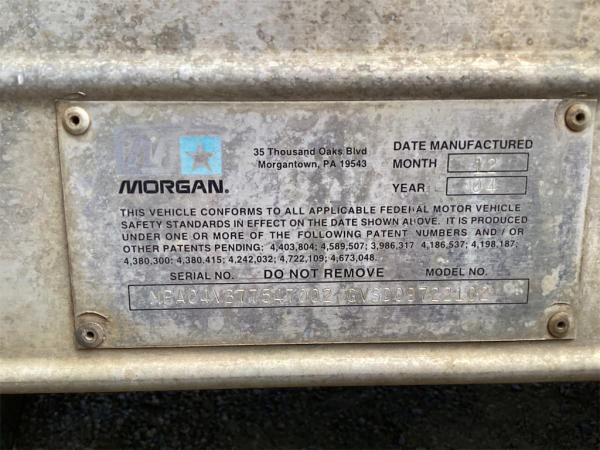 35 Thousand Oaks Blvd
Morgantown, PA 19543
MORGAN.
DATE MANUFACTURED
MONTH 12
YEAR 04
THIS VEHICLE CONFORMS TO ALL APPLICABLE FEDERAL MOTOR VEHICLE
SAFETY STANDARDS IN EFFECT ON THE DATE SHOWN ABOVE. IT IS PRODUCED
UNDER ONE OR MORE OF THE FOLLOWING PATENT NUMBERS AND / OR
OTHER PATENTS PENDING: 4,403,804; 4,589,507; 3,986,317 4,186,537; 4,198,187;
4,380,300; 4,380,415; 4,242,032; 4,722,109; 4,673,048.
SERIAL NO. DO NOT REMOVE MODEL NO.